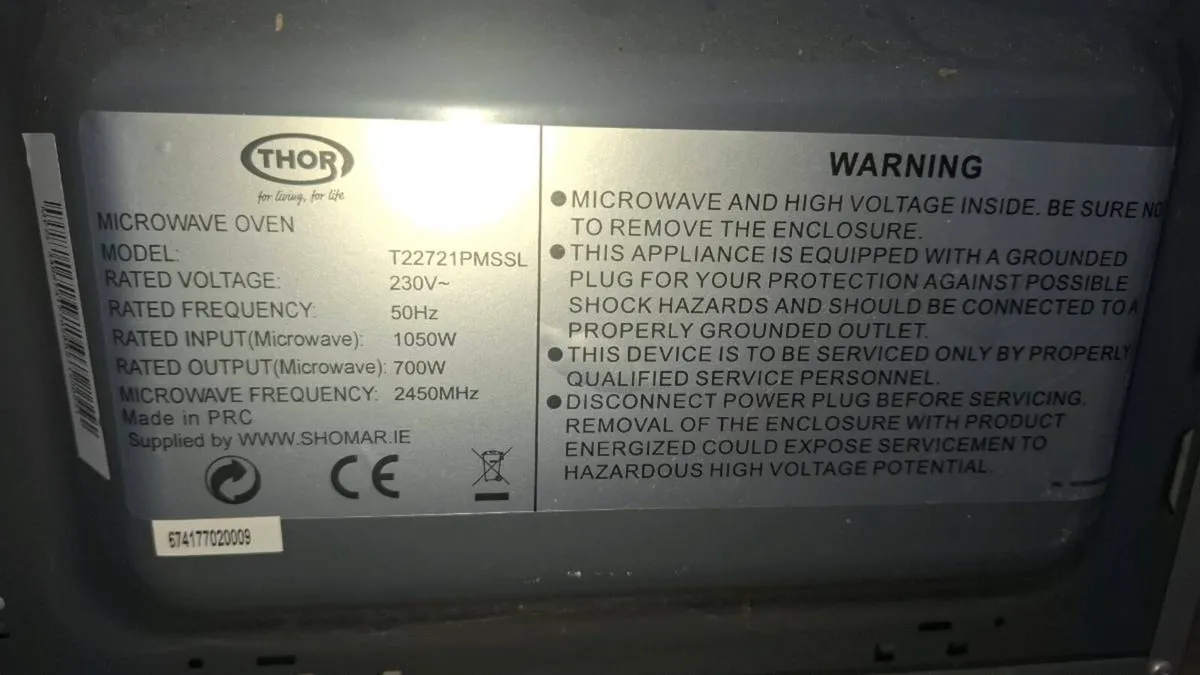 THOR
for living, for life
MICROWAVE OVEN
MODEL: T22721PMSSL
RATED VOLTAGE: 230V~
RATED FREQUENCY: 50Hz
RATED INPUT(Microwave): 1050W
RATED OUTPUT(Microwave): 700W
MICROWAVE FREQUENCY: 2450MHz
Made in PRC
Supplied by WWW.SHOMAR.IE
CE
674177020009
WARNING
●MICROWAVE AND HIGH VOLTAGE INSIDE. BE SURE NO
TO REMOVE THE ENCLOSURE.
●THIS APPLIANCE IS EQUIPPED WITH A GROUNDED
PLUG FOR YOUR PROTECTION AGAINST POSSIBLE
SHOCK HAZARDS AND SHOULD BE CONNECTED TO A
PROPERLY GROUNDED OUTLET.
●THIS DEVICE IS TO BE SERVICED ONLY BY PROPERLY
QUALIFIED SERVICE PERSONNEL.
●DISCONNECT POWER PLUG BEFORE SERVICING.
REMOVAL OF THE ENCLOSURE WITH PRODUCT
ENERGIZED COULD EXPOSE SERVICEMEN TO
HAZARDOUS HIGH VOLTAGE POTENTIAL.